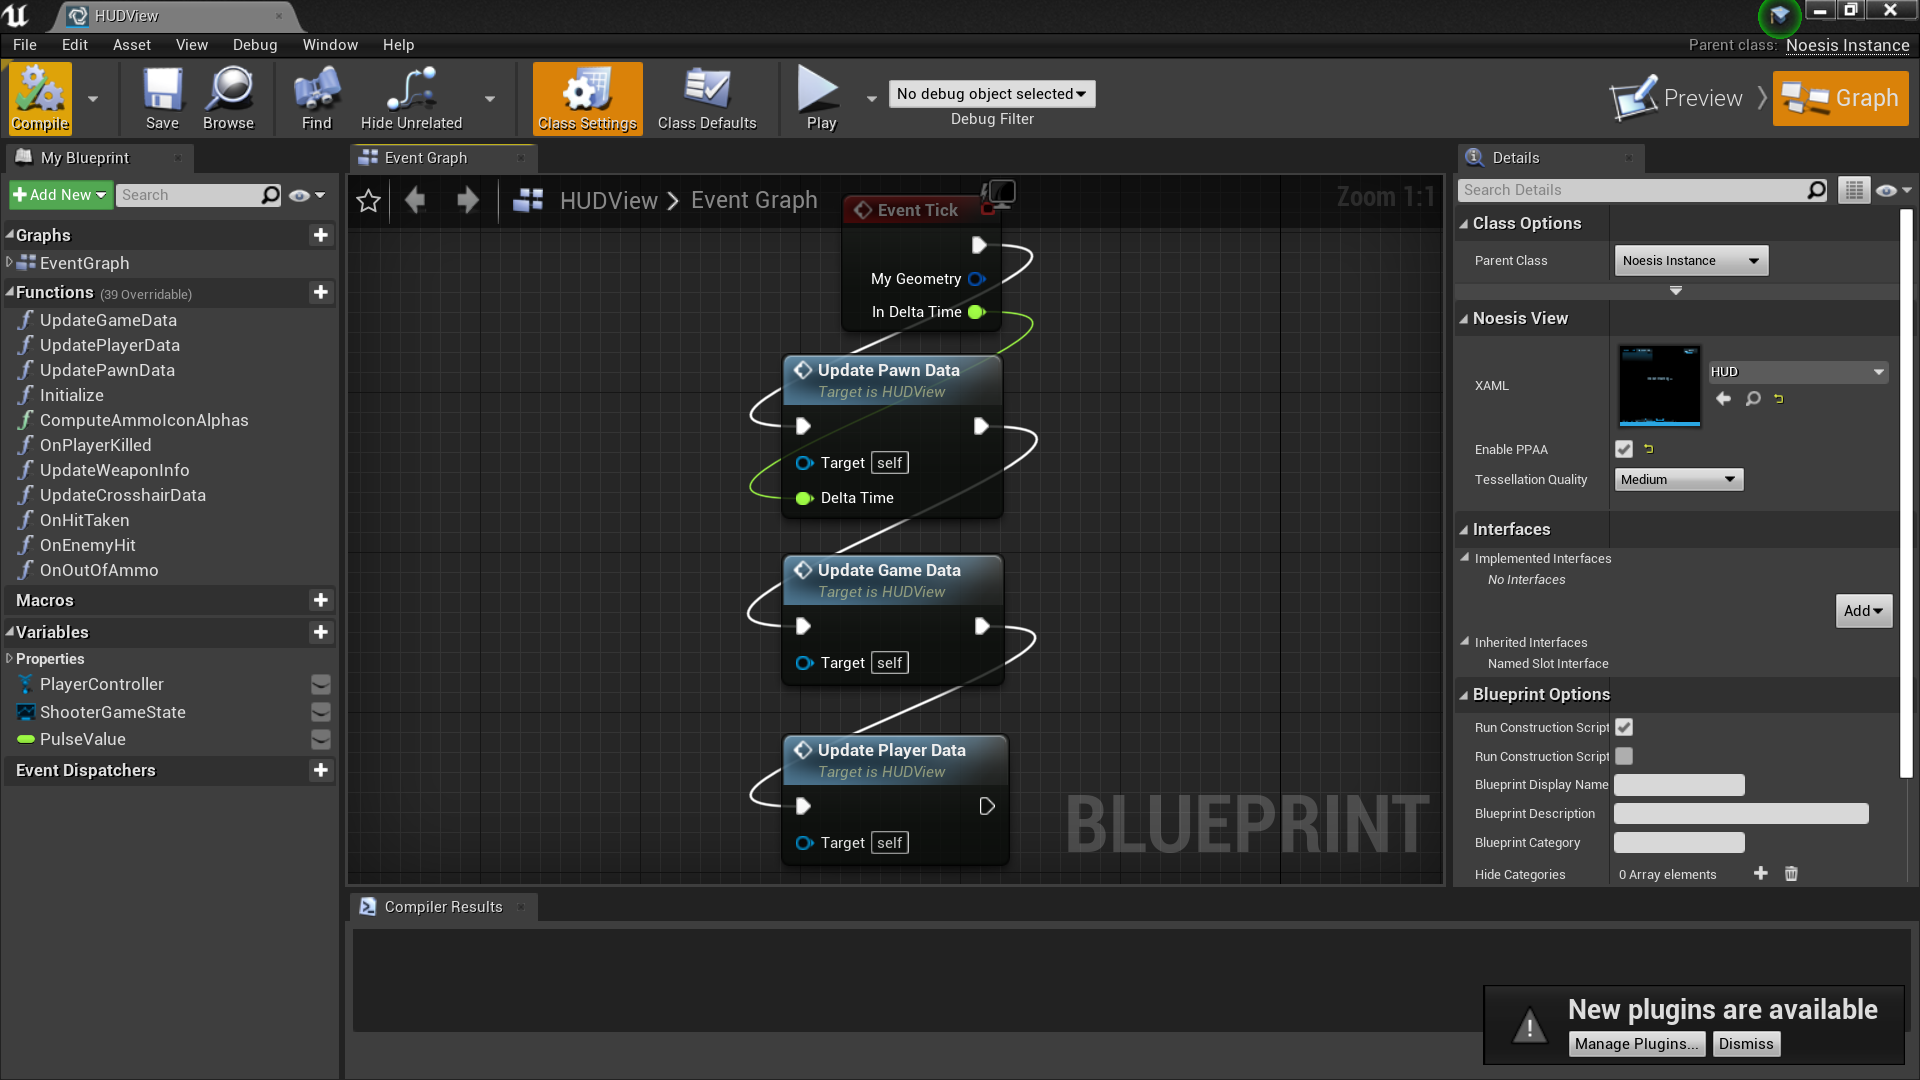 HUDView
File Edit Asset View Debug Window Help
Parent class: Noesis Instance
Compile
Save
Browse
Find
Hide Unrelated
Class Settings
Class Defaults
Play
No debug object selected
Debug Filter
Preview
Graph
My Blueprint
Add New
Search
Graphs
EventGraph
Functions (39 Overridable)
UpdateGameData
UpdatePlayerData
UpdatePawnData
Initialize
ComputeAmmoIconAlphas
OnPlayerKilled
UpdateWeaponInfo
UpdateCrosshairData
OnHitTaken
OnEnemyHit
OnOutOfAmmo
Macros
Variables
Properties
PlayerController
ShooterGameState
PulseValue
Event Dispatchers
Event Graph
HUDView > Event Graph
Zoom 1:1
Event Tick
My Geometry
In Delta Time
Update Pawn Data
Target is HUDView
Target self
Delta Time
Update Game Data
Target is HUDView
Target self
Update Player Data
Target is HUDView
Target self
BLUEPRINT
Compiler Results
Details
Search Details
Class Options
Parent Class Noesis Instance
Noesis View
XAML HUD
Enable PPAA
Tessellation Quality Medium
Interfaces
Implemented Interfaces
No Interfaces
Add
Inherited Interfaces
Named Slot Interface
Blueprint Options
Run Construction Script
Run Construction Script
Blueprint Display Name
Blueprint Description
Blueprint Category
Hide Categories 0 Array elements
New plugins are available
Manage Plugins... Dismiss